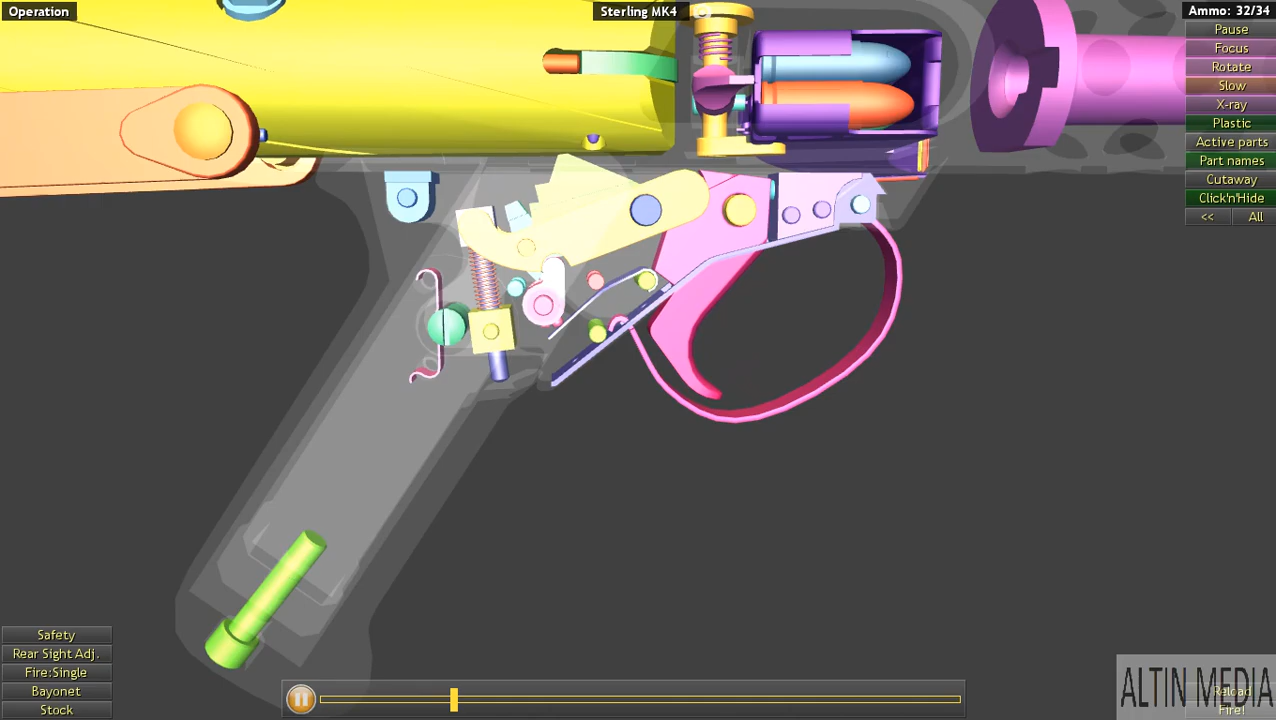 Operation
Sterling MK4
Ammo: 32/34
Pause
Focus
Rotate
Slow
X-ray
Plastic
Active parts
Part names
Cutaway
Click'n'Hide
<< All
Safety
Rear Sight Adj.
Fire:Single
Bayonet
Stock
ALTIN MEDIA
Reload
Fire!